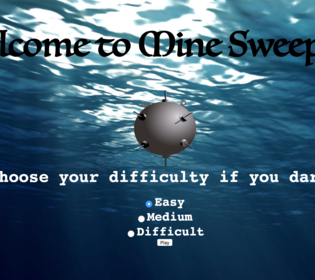 lcome to Mine Sweep
hoose your difficulty if you dar
Easy
Medium
Difficult
Play